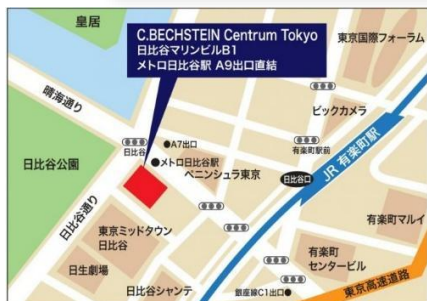 皇居
C.BECHSTEIN Centrum Tokyo
日比谷マリンビルB1
メトロ日比谷駅 A9出口直結
東京国際フォーラム
晴海通り
ビックカメラ
日比谷
●A7出口
有楽町駅前
JR 有楽町駅
●メトロ日比谷駅
日比谷公園
ペニンシュラ東京
日比谷口
日比谷通り
有楽町マルイ
東京ミッドタウン
日比谷
有楽町
センタービル
日生劇場
東京高速道路
日比谷シャンテ
銀座線C1出口●